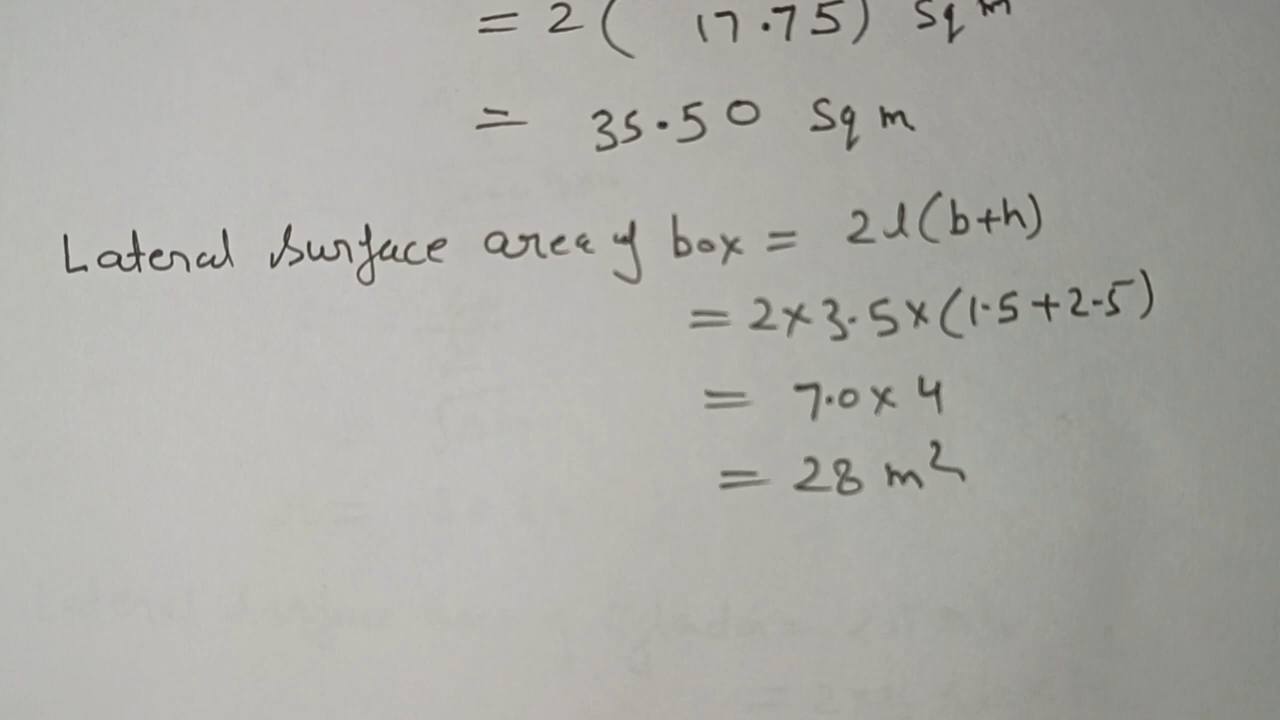 = 2( 17.75) Sq m
= 35.50 Sq m
Lateral surface area of box = 2l(b+h)
= 2×3.5×(1.5+2.5)
= 7.0×4
= 28 m²